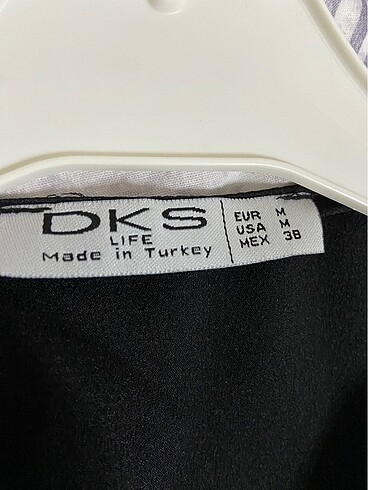 DKS
LIFE
Made in Turkey
EUR M
USA M
MEX 38